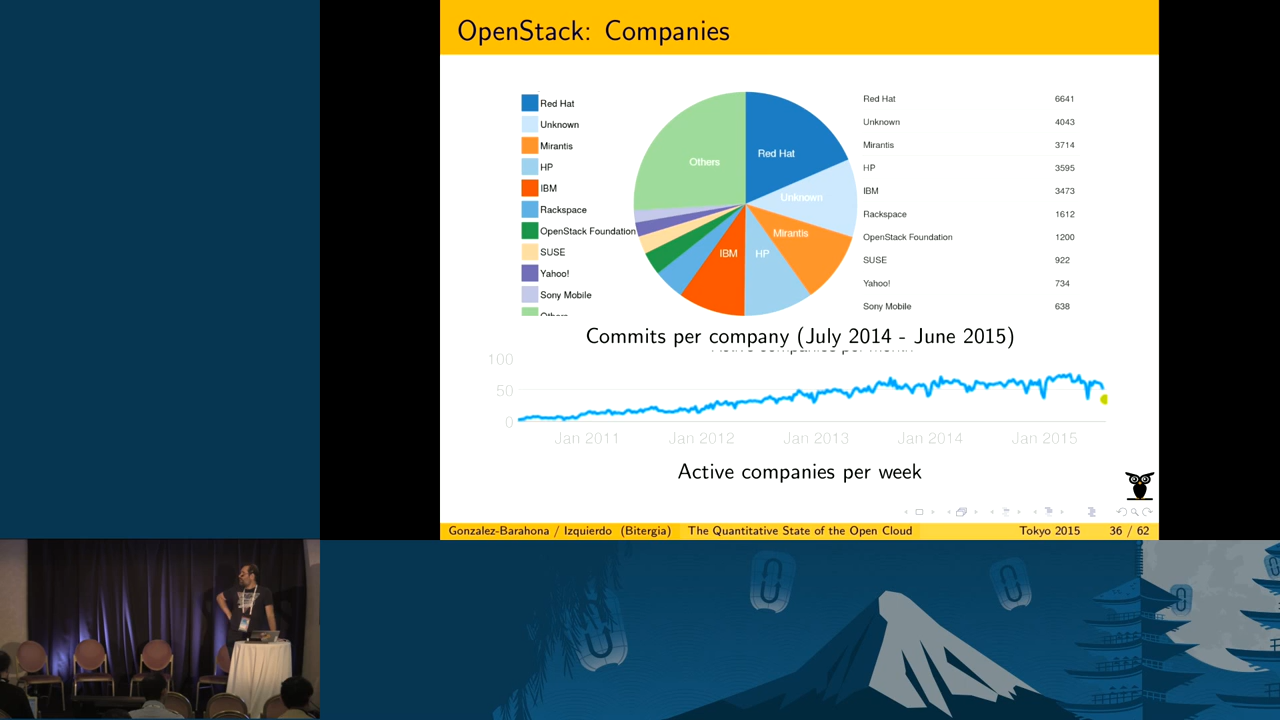 OpenStack: Companies
Red Hat
Unknown
Mirantis
HP
IBM
Rackspace
OpenStack Foundation
SUSE
Yahoo!
Sony Mobile
Others
Others
Red Hat
Unknown
Mirantis
HP
IBM
Red Hat 6641
Unknown 4043
Mirantis 3714
HP 3595
IBM 3473
Rackspace 1612
OpenStack Foundation 1200
SUSE 922
Yahoo! 734
Sony Mobile 638
Commits per company (July 2014 - June 2015)
Active companies per month
100
50
0
Jan 2011 Jan 2012 Jan 2013 Jan 2014 Jan 2015
Active companies per week
Gonzalez-Barahona / Izquierdo (Bitergia) The Quantitative State of the Open Cloud Tokyo 2015 36 / 62